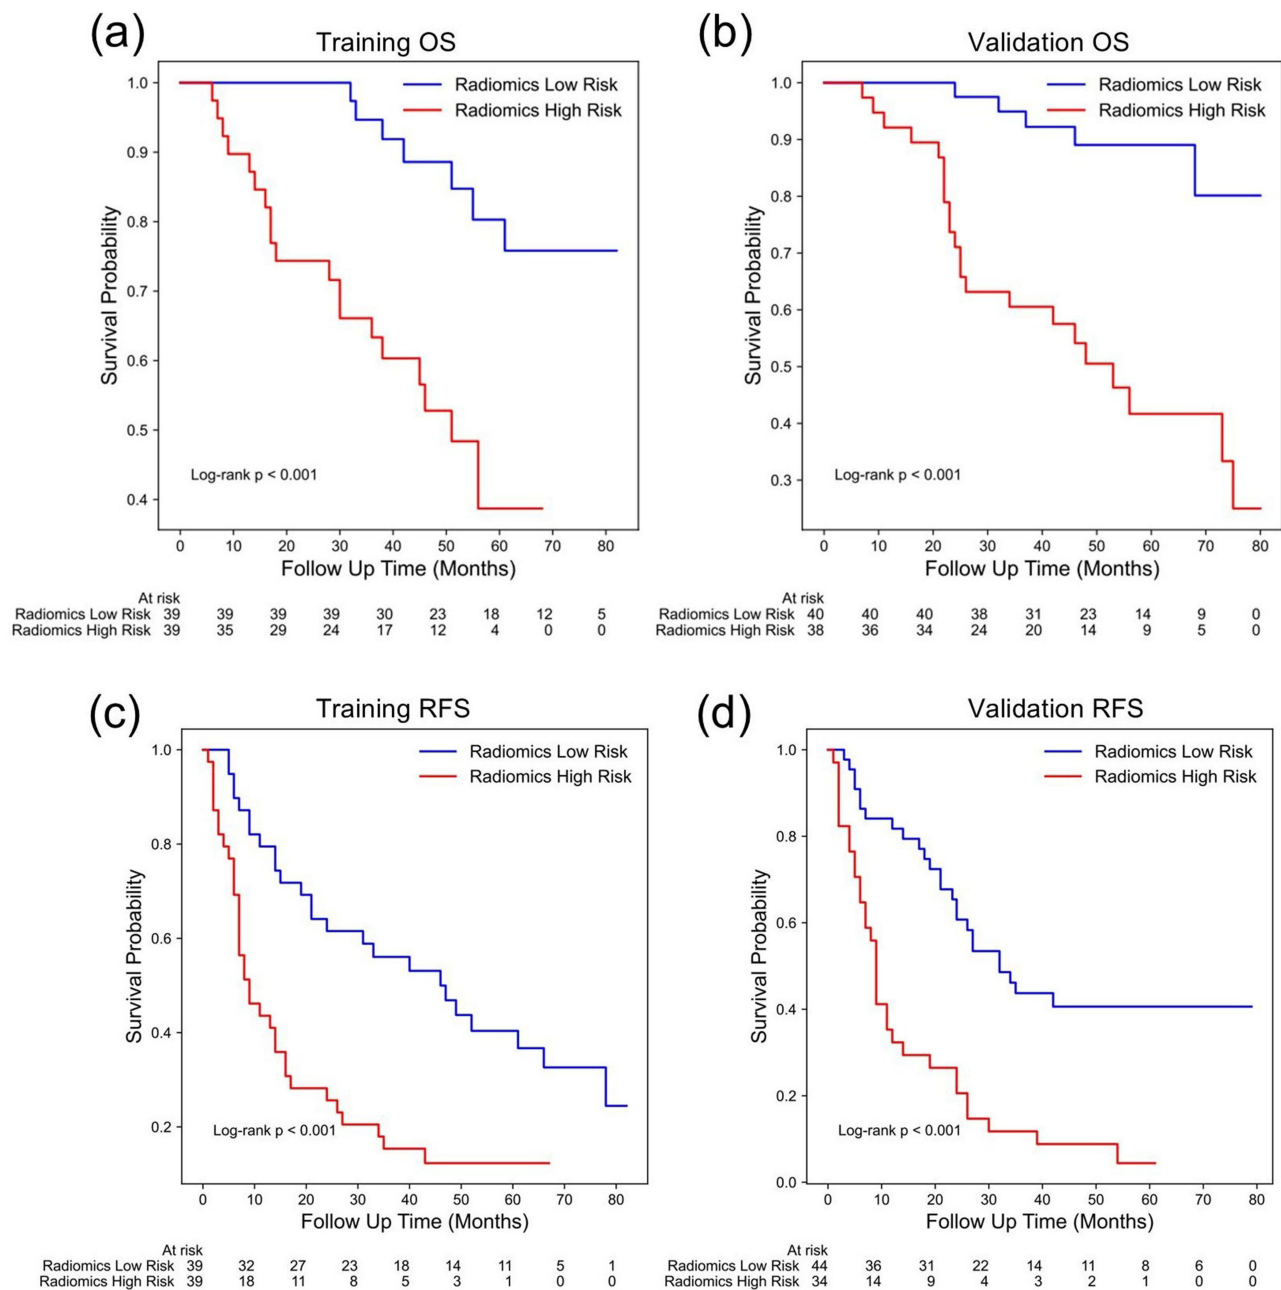 (a)
Training OS
1.0
0.9
0.8
0.7
0.6
0.5
0.4
Survival Probability
Radiomics Low Risk
Radiomics High Risk
Log-rank p < 0.001
0 10 20 30 40 50 60 70 80
Follow Up Time (Months)
At risk
Radiomics Low Risk 39 39 39 39 30 23 18 12 5
Radiomics High Risk 39 35 29 24 17 12 4 0 0
(b)
Validation OS
1.0
0.9
0.8
0.7
0.6
0.5
0.4
0.3
Survival Probability
Radiomics Low Risk
Radiomics High Risk
Log-rank p < 0.001
0 10 20 30 40 50 60 70 80
Follow Up Time (Months)
At risk
Radiomics Low Risk 40 40 40 38 31 23 14 9 0
Radiomics High Risk 38 36 34 24 20 14 9 5 0
(c)
Training RFS
1.0
0.8
0.6
0.4
0.2
Survival Probability
Radiomics Low Risk
Radiomics High Risk
Log-rank p < 0.001
0 10 20 30 40 50 60 70 80
Follow Up Time (Months)
At risk
Radiomics Low Risk 39 32 27 23 18 14 11 5 1
Radiomics High Risk 39 18 11 8 5 3 1 0 0
(d)
Validation RFS
1.0
0.8
0.6
0.4
0.2
0.0
Survival Probability
Radiomics Low Risk
Radiomics High Risk
Log-rank p < 0.001
0 10 20 30 40 50 60 70 80
Follow Up Time (Months)
At risk
Radiomics Low Risk 44 36 31 22 14 11 8 6 0
Radiomics High Risk 34 14 9 4 3 2 1 0 0